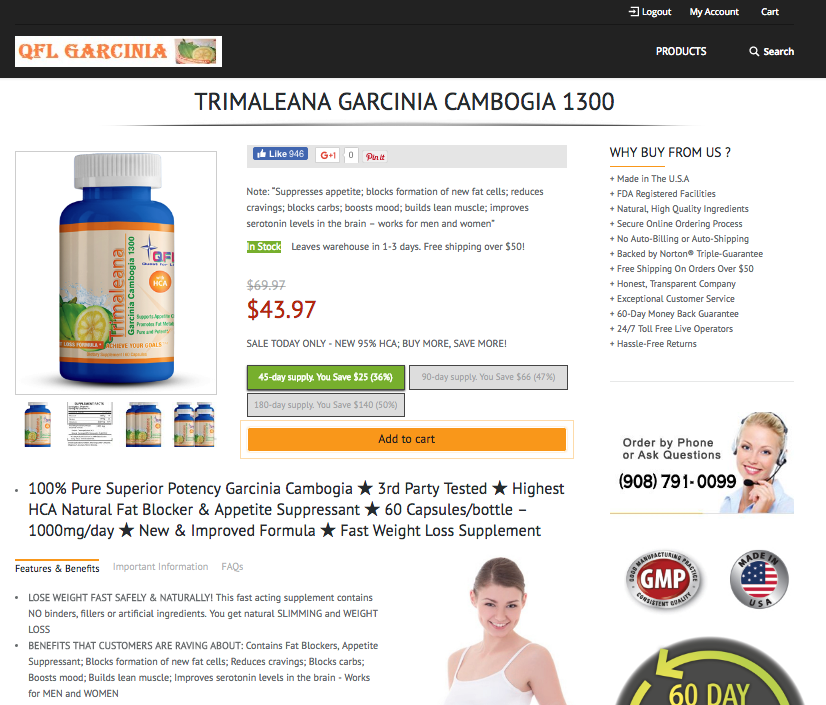 Logout My Account Cart
QFL GARCINIA
PRODUCTS Search
TRIMALEANA GARCINIA CAMBOGIA 1300
Like 946 G+1 0 Pin it
Note: "Suppresses appetite; blocks formation of new fat cells; reduces
cravings; blocks carbs; boosts mood; builds lean muscle; improves
serotonin levels in the brain – works for men and women"
In Stock Leaves warehouse in 1-3 days. Free shipping over $50!
$69.97
$43.97
SALE TODAY ONLY - NEW 95% HCA; BUY MORE, SAVE MORE!
45-day supply. You Save $25 (36%) 90-day supply. You Save $66 (47%)
180-day supply. You Save $140 (50%)
Add to cart
QFL
HCA
Trimaleana
Garcinia Cambogia 1300
Supports Appetite
Promotes Fat
Pure and Potent
LOSS FORMULA * ACHIEVE YOUR GOALS
SUPPLEMENT FACTS
100% Pure Superior Potency Garcinia Cambogia ★ 3rd Party Tested ★ Highest
HCA Natural Fat Blocker & Appetite Suppressant ★ 60 Capsules/bottle –
1000mg/day ★ New & Improved Formula ★ Fast Weight Loss Supplement
Features & Benefits Important Information FAQs
LOSE WEIGHT FAST SAFELY & NATURALLY! This fast acting supplement contains
NO binders, fillers or artificial ingredients. You get natural SLIMMING and WEIGHT
LOSS
BENEFITS THAT CUSTOMERS ARE RAVING ABOUT: Contains Fat Blockers, Appetite
Suppressant; Blocks formation of new fat cells; Reduces cravings; Blocks carbs;
Boosts mood; Builds lean muscle; Improves serotonin levels in the brain - Works
for MEN and WOMEN
WHY BUY FROM US ?
+ Made in The U.S.A
+ FDA Registered Facilities
+ Natural, High Quality Ingredients
+ Secure Online Ordering Process
+ No Auto-Billing or Auto-Shipping
+ Backed by Norton® Triple-Guarantee
+ Free Shipping On Orders Over $50
+ Honest, Transparent Company
+ Exceptional Customer Service
+ 60-Day Money Back Guarantee
+ 24/7 Toll Free Live Operators
+ Hassle-Free Returns
Order by Phone
or Ask Questions
(908) 791-0099
GOOD MANUFACTURING PRACTICE
GMP
CONSISTENT QUALITY
MADE IN
USA
60 DAY